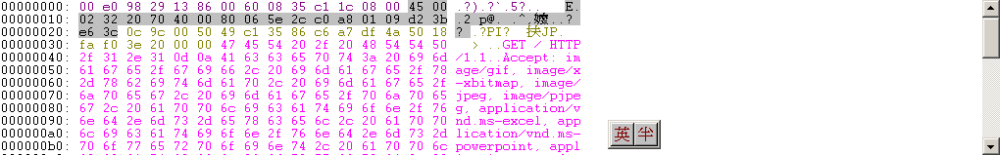 00000000: 00 e0 98 29 13 86 00 60 08 35 c1 1c 08 00 45 00 .?).?`.5?... E.
00000010: 02 32 20 70 40 00 80 06 5e 2c c0 a8 01 09 d2 3b .2 p@...^,
00000020: e6 3c 0c 9c 00 50 49 c1 35 86 c6 a7 df 4a 50 18 ? .?PI? 扷JP.
00000030: fa f0 3e 20 00 00 47 45 54 20 2f 20 48 54 54 50 > ..GET / HTTP
00000040: 2f 31 2e 31 0d 0a 41 63 63 65 70 74 3a 20 69 6d /1.1..Accept: im
00000050: 61 67 65 2f 67 69 66 2c 20 69 6d 61 67 65 2f 78 age/gif, image/x
00000060: 2d 78 62 69 74 6d 61 70 2c 20 69 6d 61 67 65 2f -xbitmap, image/
00000070: 6a 70 65 67 2c 20 69 6d 61 67 65 2f 70 6a 70 65 jpeg, image/pjpe
00000080: 67 2c 20 61 70 70 6c 69 63 61 74 69 6f 6e 2f 76 g, application/v
00000090: 6e 64 2e 6d 73 2d 65 78 63 65 6c 2c 20 61 70 70 nd.ms-excel, app
000000a0: 6c 69 63 61 74 69 6f 6e 2f 76 6e 64 2e 6d 73 2d lication/vnd.ms-
000000b0: 70 6f 77 65 72 70 6f 69 6e 74 2c 20 61 70 70 6c powerpoint, appl
英 半